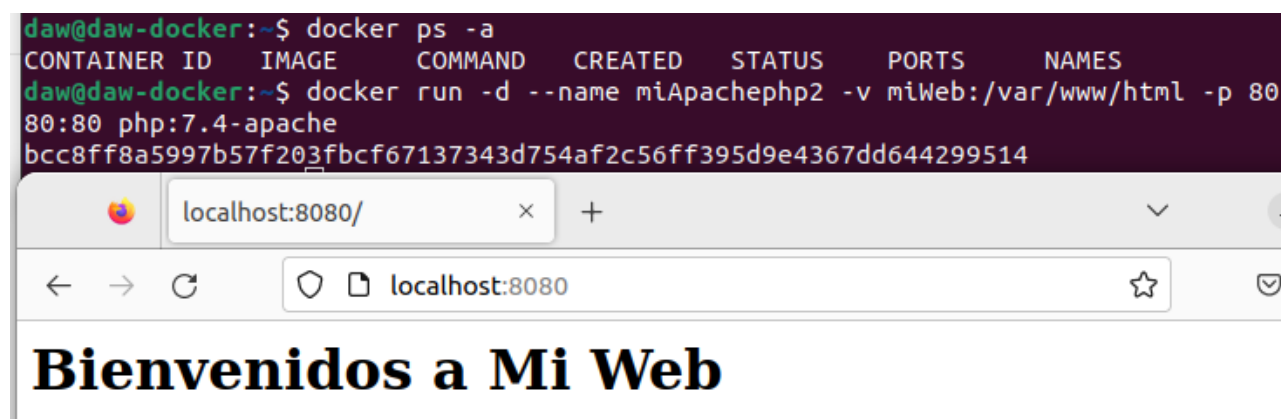 daw@daw-docker:~$ docker ps -a
CONTAINER ID   IMAGE     COMMAND   CREATED   STATUS    PORTS     NAMES
daw@daw-docker:~$ docker run -d --name miApachephp2 -v miWeb:/var/www/html -p 80
80:80 php:7.4-apache
bcc8ff8a5997b57f203fbcf67137343d754af2c56ff395d9e4367dd644299514
localhost:8080/
localhost:8080
Bienvenidos a Mi Web